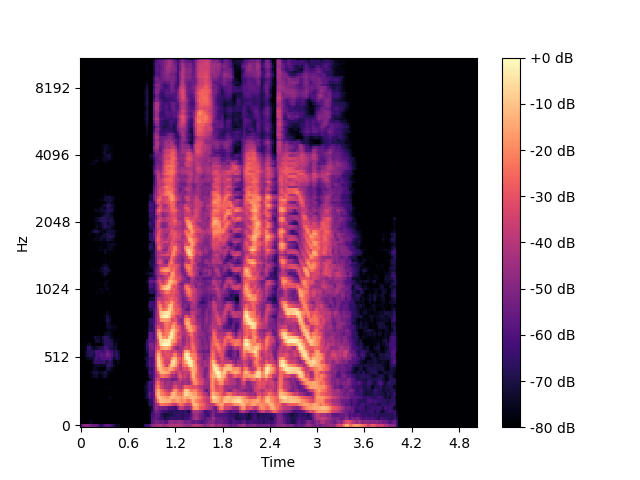 8192
4096
2048
1024
512
0
Hz
0 0.6 1.2 1.8 2.4 3 3.6 4.2 4.8
Time
+0 dB
-10 dB
-20 dB
-30 dB
-40 dB
-50 dB
-60 dB
-70 dB
-80 dB